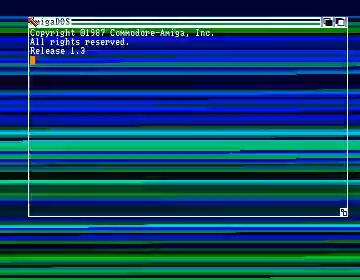 AmigaDOS
Copyright ©1987 Commodore-Amiga, Inc.
All rights reserved.
Release 1.3